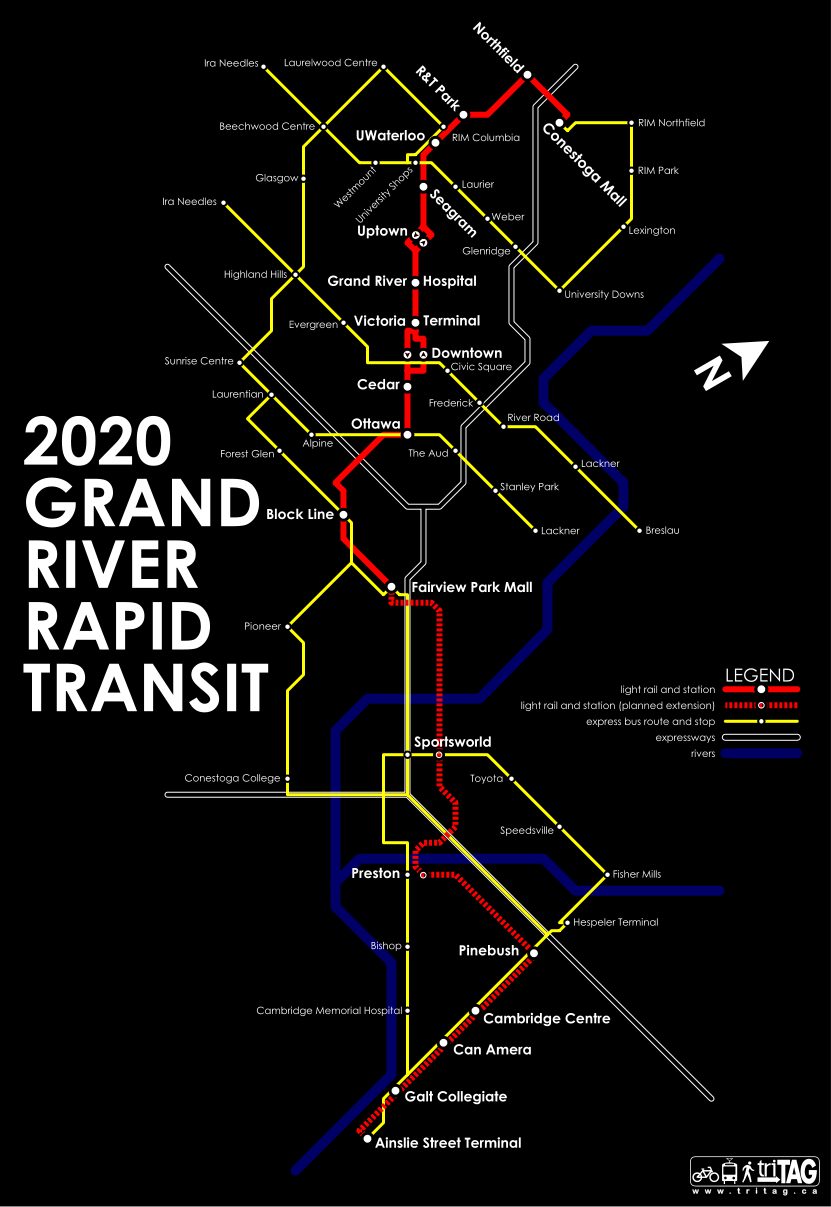 Northfield
Ira Needles
Laurelwood Centre
R&T Park
Beechwood Centre
UWaterloo
RIM Columbia
Conestoga Mall
RIM Northfield
Glasgow
Westmount
University Shops
RIM Park
Laurier
Ira Needles
Seagram
Weber
Uptown
Lexington
Glenridge
Highland Hills
Grand River Hospital
University Downs
Evergreen
Victoria Terminal
Downtown
Sunrise Centre
Civic Square
N
Cedar
Laurentian
Frederick
River Road
Ottawa
Alpine
The Aud
Forest Glen
Lackner
Stanley Park
Block Line
Lackner
Breslau
2020
GRAND
RIVER
RAPID
TRANSIT
Fairview Park Mall
Pioneer
LEGEND
light rail and station
light rail and station (planned extension)
express bus route and stop
expressways
rivers
Sportsworld
Conestoga College
Toyota
Speedsville
Preston
Fisher Mills
Hespeler Terminal
Bishop
Pinebush
Cambridge Memorial Hospital
Cambridge Centre
Can Amera
Galt Collegiate
Ainslie Street Terminal
triTAG
www.tritag.ca